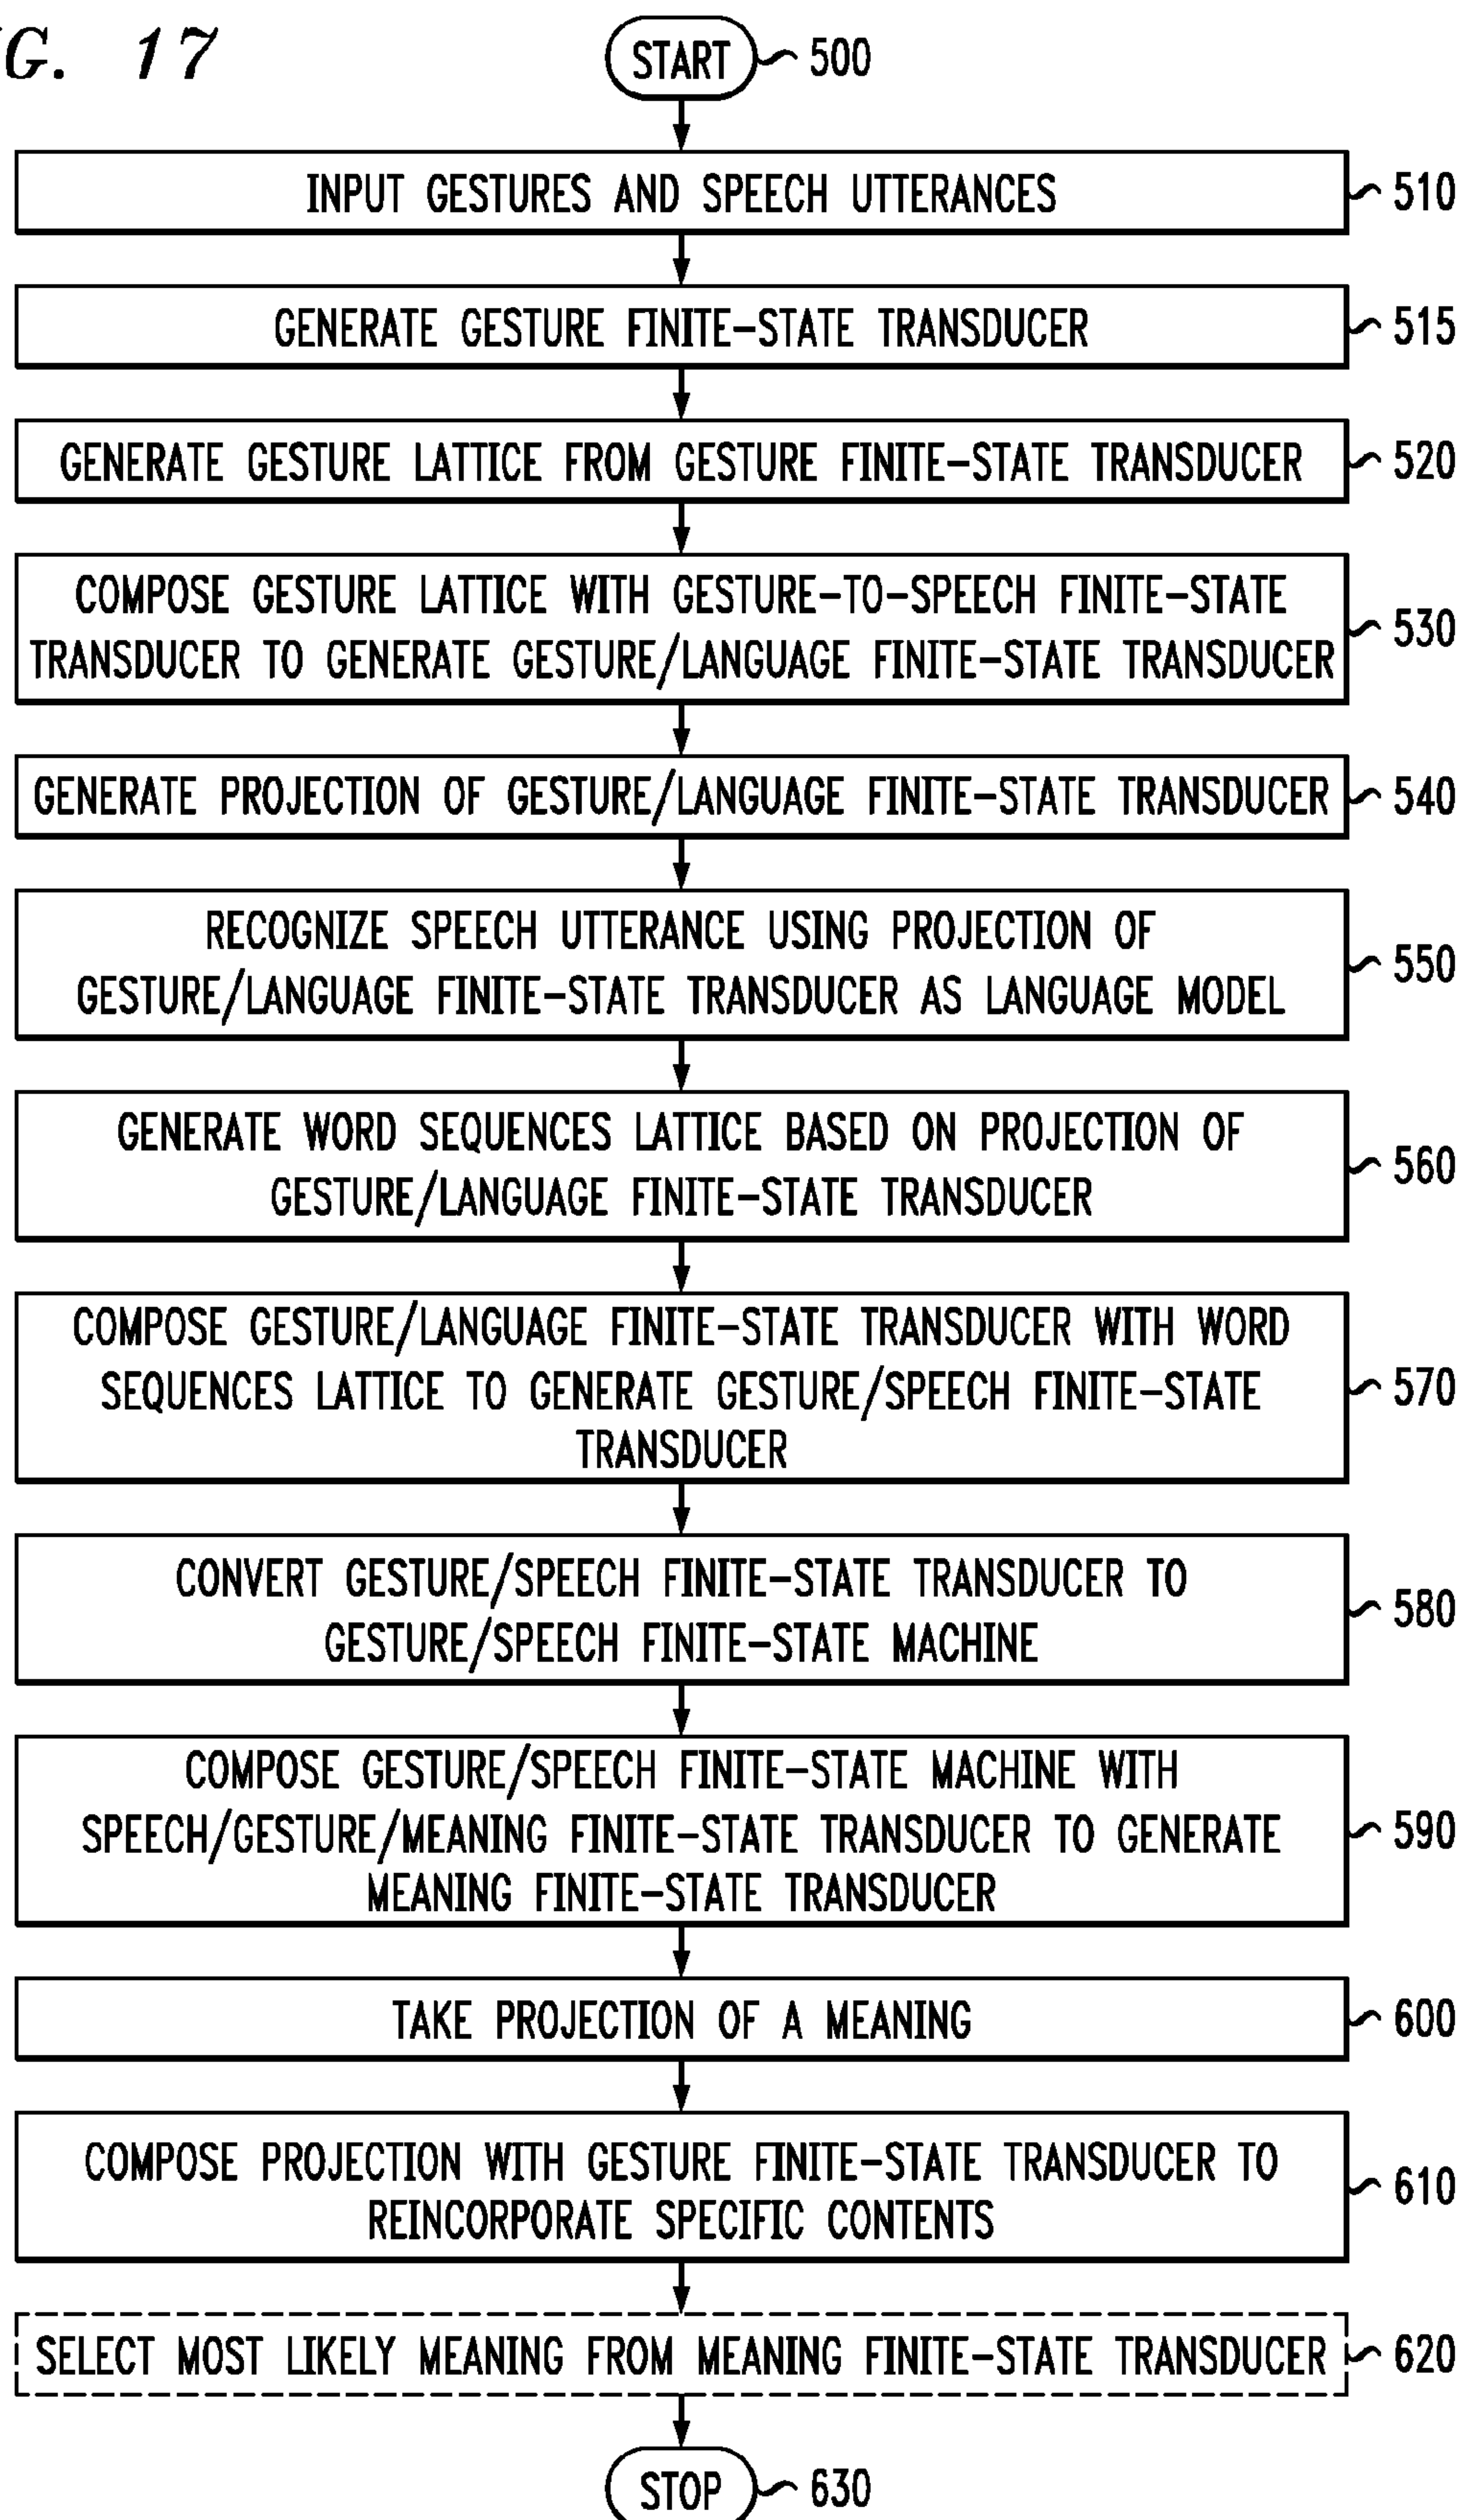 G. 17
START 500
INPUT GESTURES AND SPEECH UTTERANCES 510
GENERATE GESTURE FINITE-STATE TRANSDUCER 515
GENERATE GESTURE LATTICE FROM GESTURE FINITE-STATE TRANSDUCER 520
COMPOSE GESTURE LATTICE WITH GESTURE-TO-SPEECH FINITE-STATE
TRANSDUCER TO GENERATE GESTURE/LANGUAGE FINITE-STATE TRANSDUCER
530
GENERATE PROJECTION OF GESTURE/LANGUAGE FINITE-STATE TRANSDUCER 540
RECOGNIZE SPEECH UTTERANCE USING PROJECTION OF
GESTURE/LANGUAGE FINITE-STATE TRANSDUCER AS LANGUAGE MODEL
550
GENERATE WORD SEQUENCES LATTICE BASED ON PROJECTION OF
GESTURE/LANGUAGE FINITE-STATE TRANSDUCER
560
COMPOSE GESTURE/LANGUAGE FINITE-STATE TRANSDUCER WITH WORD
SEQUENCES LATTICE TO GENERATE GESTURE/SPEECH FINITE-STATE
TRANSDUCER
570
CONVERT GESTURE/SPEECH FINITE-STATE TRANSDUCER TO
GESTURE/SPEECH FINITE-STATE MACHINE
580
COMPOSE GESTURE/SPEECH FINITE-STATE MACHINE WITH
SPEECH/GESTURE/MEANING FINITE-STATE TRANSDUCER TO GENERATE
MEANING FINITE-STATE TRANSDUCER
590
TAKE PROJECTION OF A MEANING 600
COMPOSE PROJECTION WITH GESTURE FINITE-STATE TRANSDUCER TO
REINCORPORATE SPECIFIC CONTENTS
610
SELECT MOST LIKELY MEANING FROM MEANING FINITE-STATE TRANSDUCER 620
STOP 630